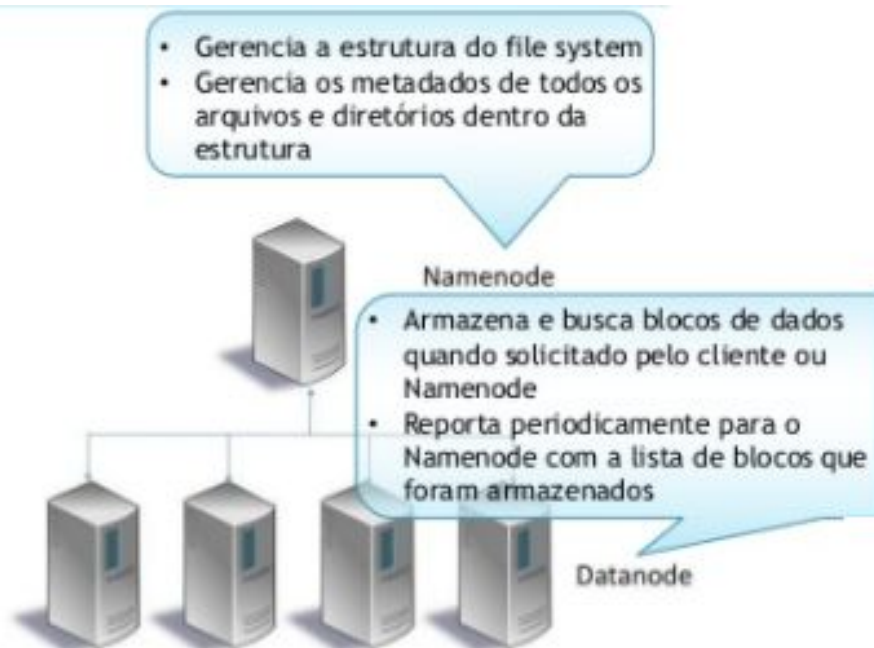 • Gerencia a estrutura do file system
• Gerencia os metadados de todos os
arquivos e diretórios dentro da
estrutura
Namenode
• Armazena e busca blocos de dados
quando solicitado pelo cliente ou
Namenode
• Reporta periodicamente para o
Namenode com a lista de blocos que
foram armazenados
Datanode